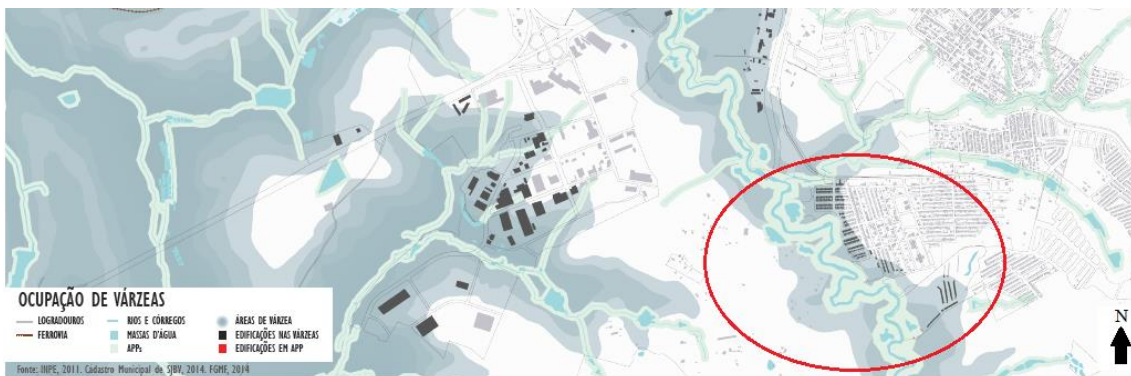 N
OCUPAÇÃO DE VÁRZEAS
LOGRADOUROS
FERROVIA
RIOS E CÓRREGOS
MASSAS D'ÁGUA
APPs
ÁREAS DE VÁRZEA
EDIFICAÇÕES NAS VÁRZEAS
EDIFICAÇÕES EM APP
Fonte: INPE, 2011. Cadastro Municipal de SJBV, 2014. FGMF, 2014